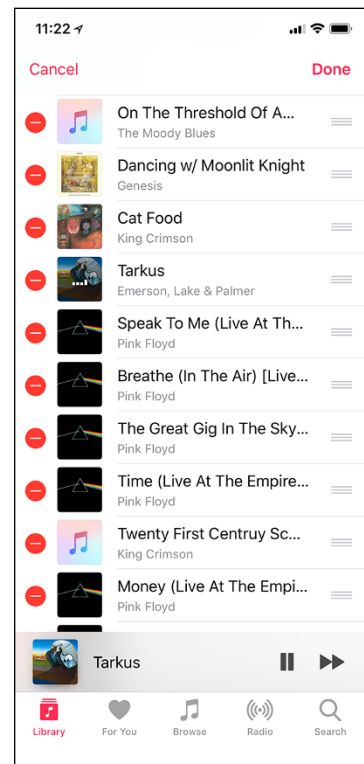 11:22
Cancel
Done
On The Threshold Of A...
The Moody Blues
Dancing w/ Moonlit Knight
Genesis
Cat Food
King Crimson
Tarkus
Emerson, Lake & Palmer
Speak To Me (Live At Th...
Pink Floyd
Breathe (In The Air) [Live...
Pink Floyd
The Great Gig In The Sky...
Pink Floyd
Time (Live At The Empire...
Pink Floyd
Twenty First Centruy Sc...
King Crimson
Money (Live At The Empi...
Pink Floyd
Tarkus
Library
For You
Browse
Radio
Search